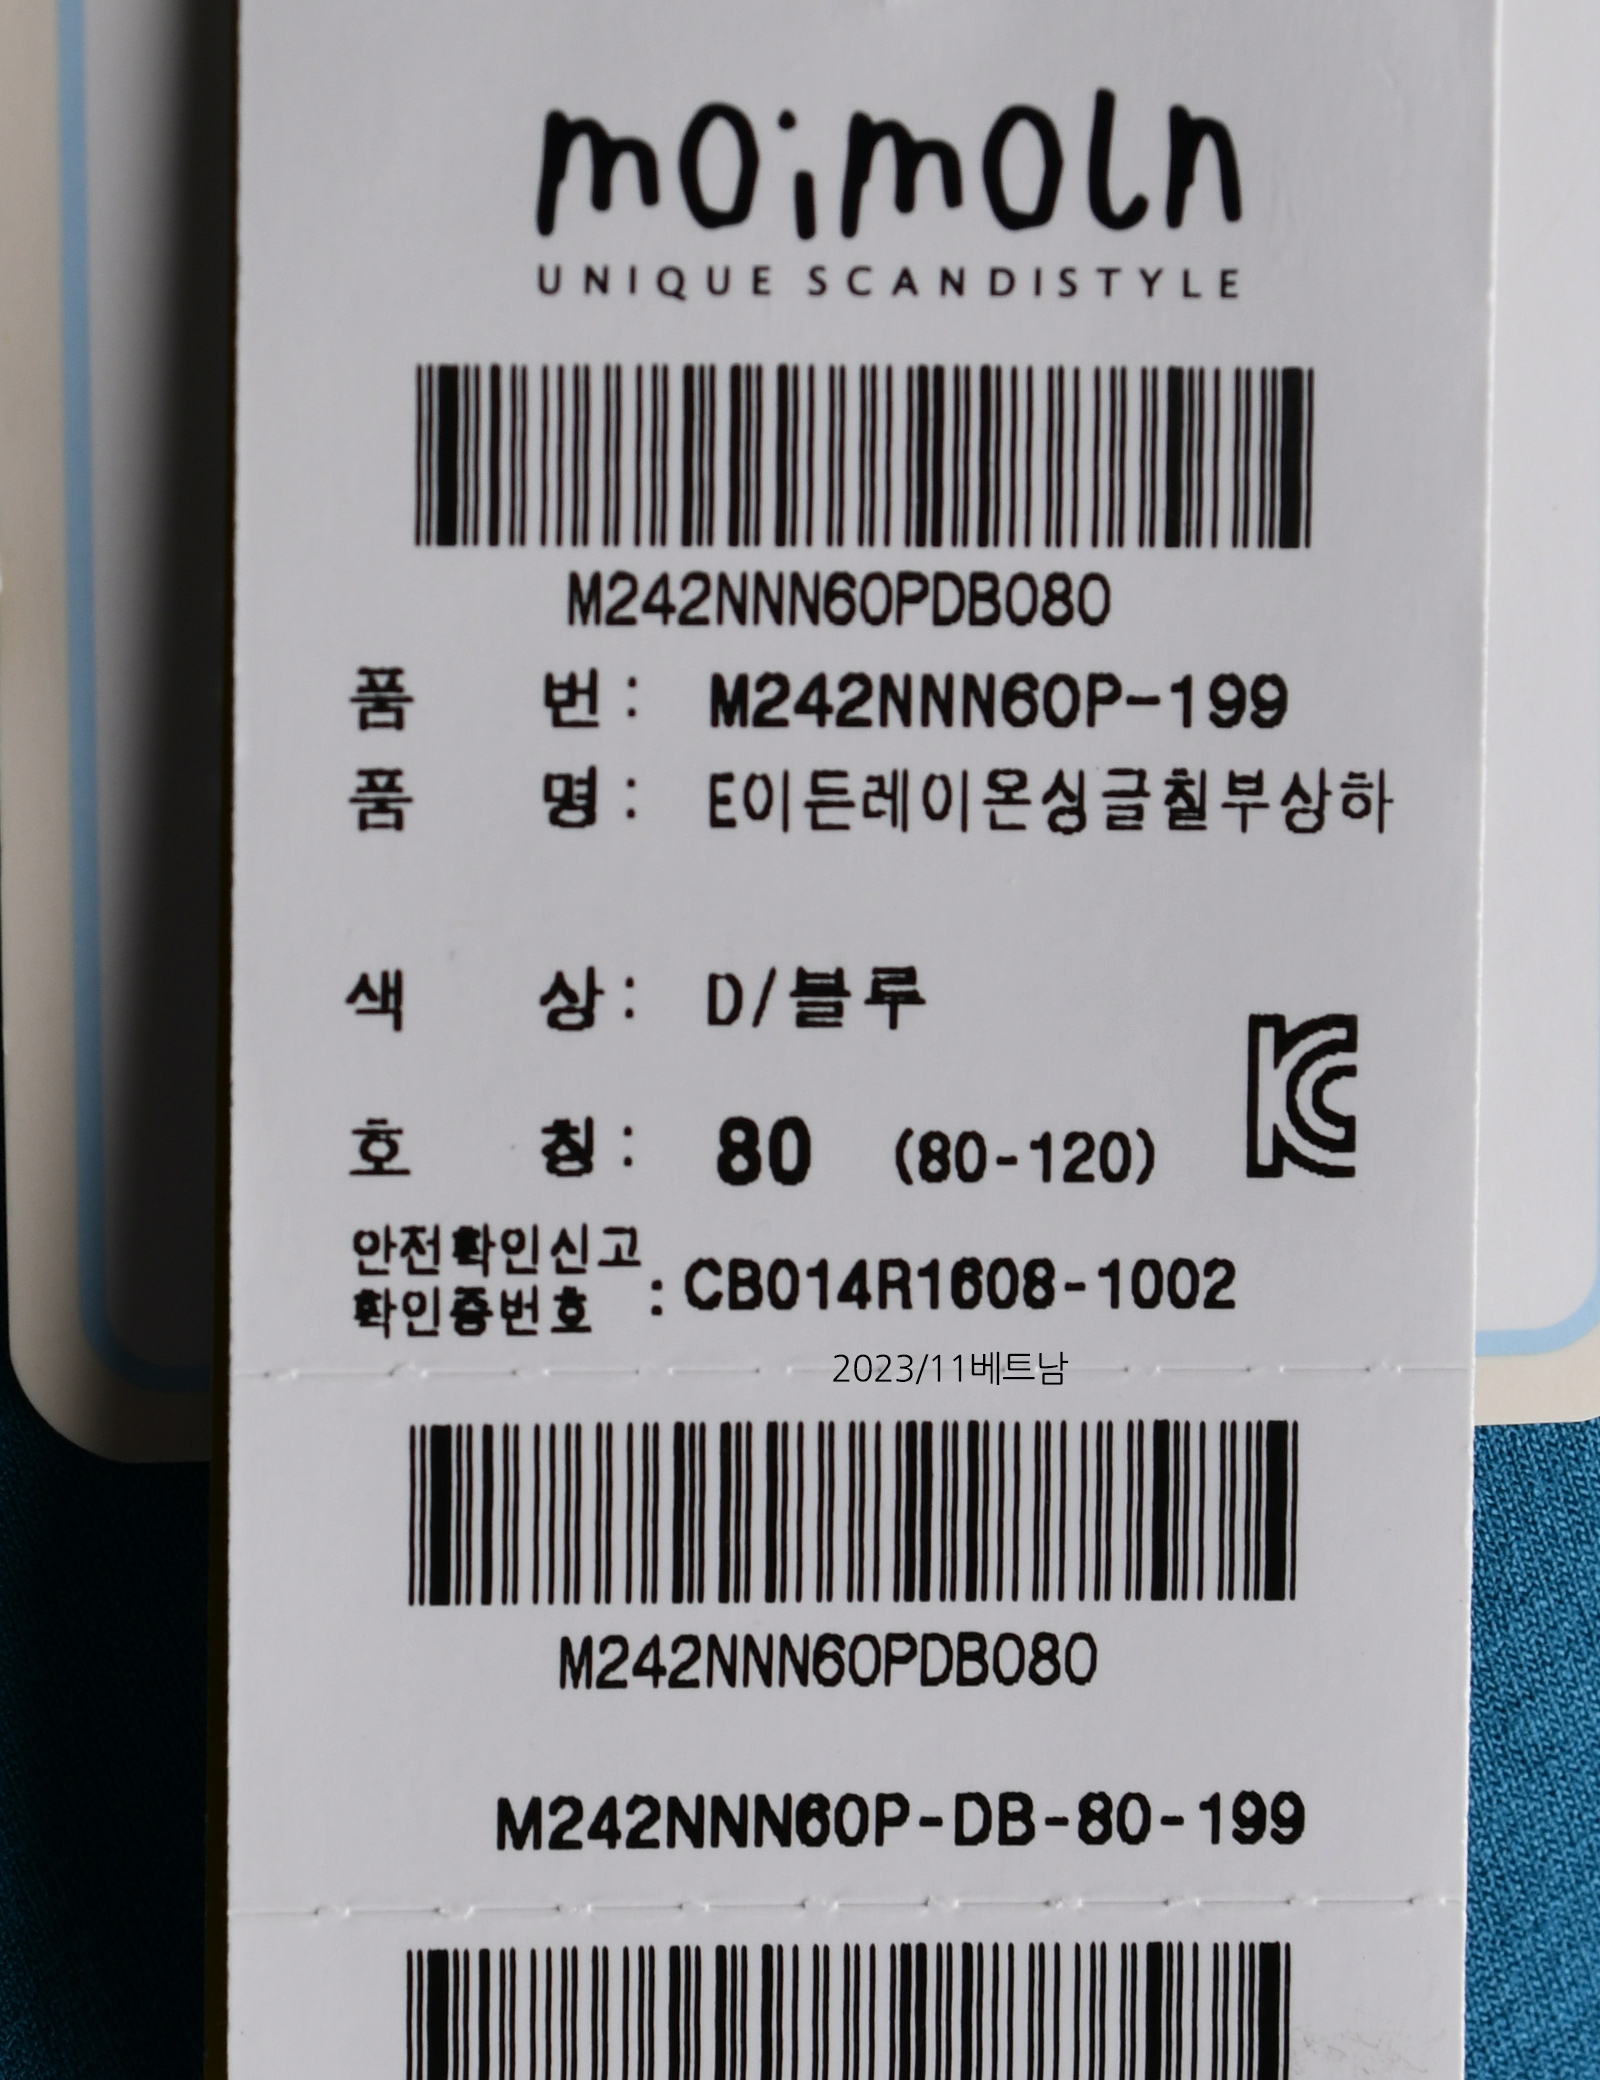 moimoln
UNIQUE SCANDISTYLE
M242NNN60PDB080
품 번 : M242NNN60P-199
품 명 : E이든레이온싱글칠부상하
색 상 : D/블루
호 칭 : 80 (80-120)
안전확인신고
확인증번호 : CB014R1608-1002
2023/11베트남
M242NNN60PDB080
M242NNN60P-DB-80-199